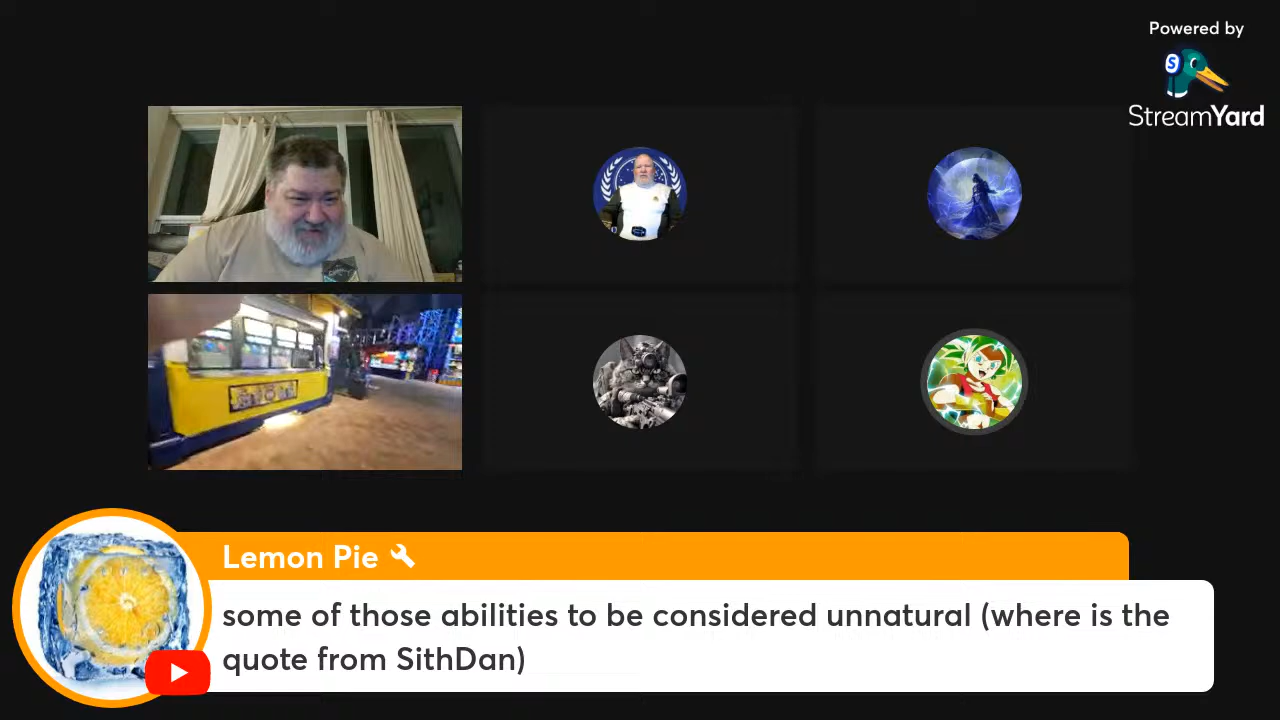 Powered by
StreamYard
Lemon Pie
some of those abilities to be considered unnatural (where is the
quote from SithDan)